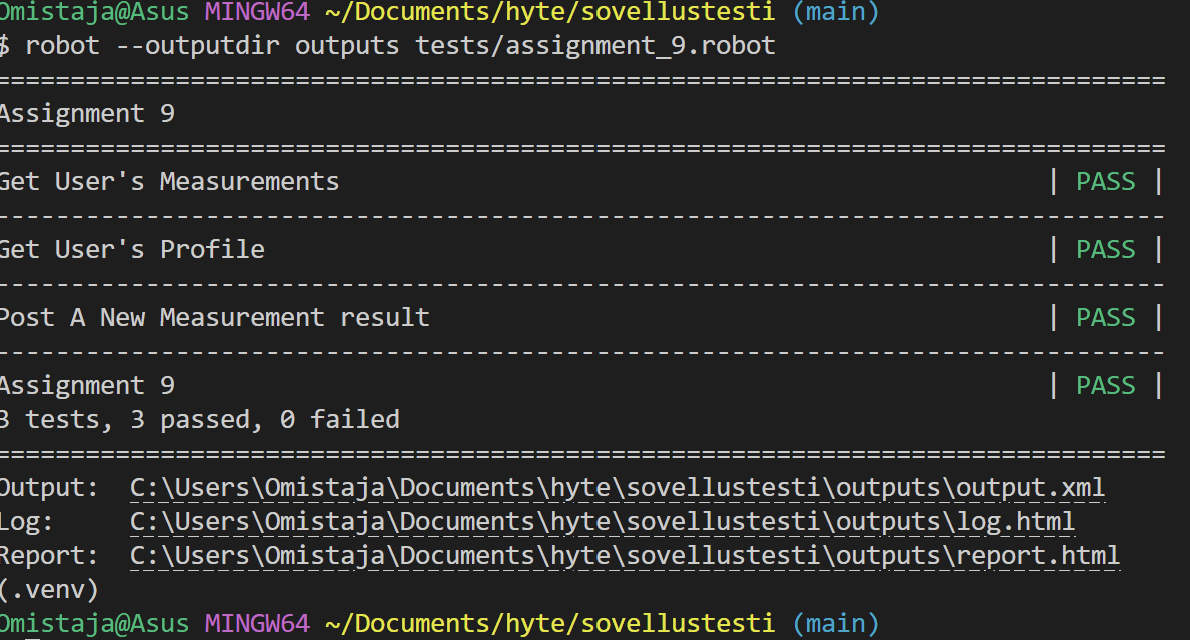 Omistaja@Asus MINGW64 ~/Documents/hyte/sovellustesti (main)
$ robot --outputdir outputs tests/assignment_9.robot
==============================================================================
Assignment 9
==============================================================================
Get User's Measurements                                               | PASS |
------------------------------------------------------------------------------
Get User's Profile                                                    | PASS |
------------------------------------------------------------------------------
Post A New Measurement result                                         | PASS |
------------------------------------------------------------------------------
Assignment 9                                                          | PASS |
3 tests, 3 passed, 0 failed
==============================================================================
Output:  C:\Users\Omistaja\Documents\hyte\sovellustesti\outputs\output.xml
Log:     C:\Users\Omistaja\Documents\hyte\sovellustesti\outputs\log.html
Report:  C:\Users\Omistaja\Documents\hyte\sovellustesti\outputs\report.html
(.venv)
Omistaja@Asus MINGW64 ~/Documents/hyte/sovellustesti (main)